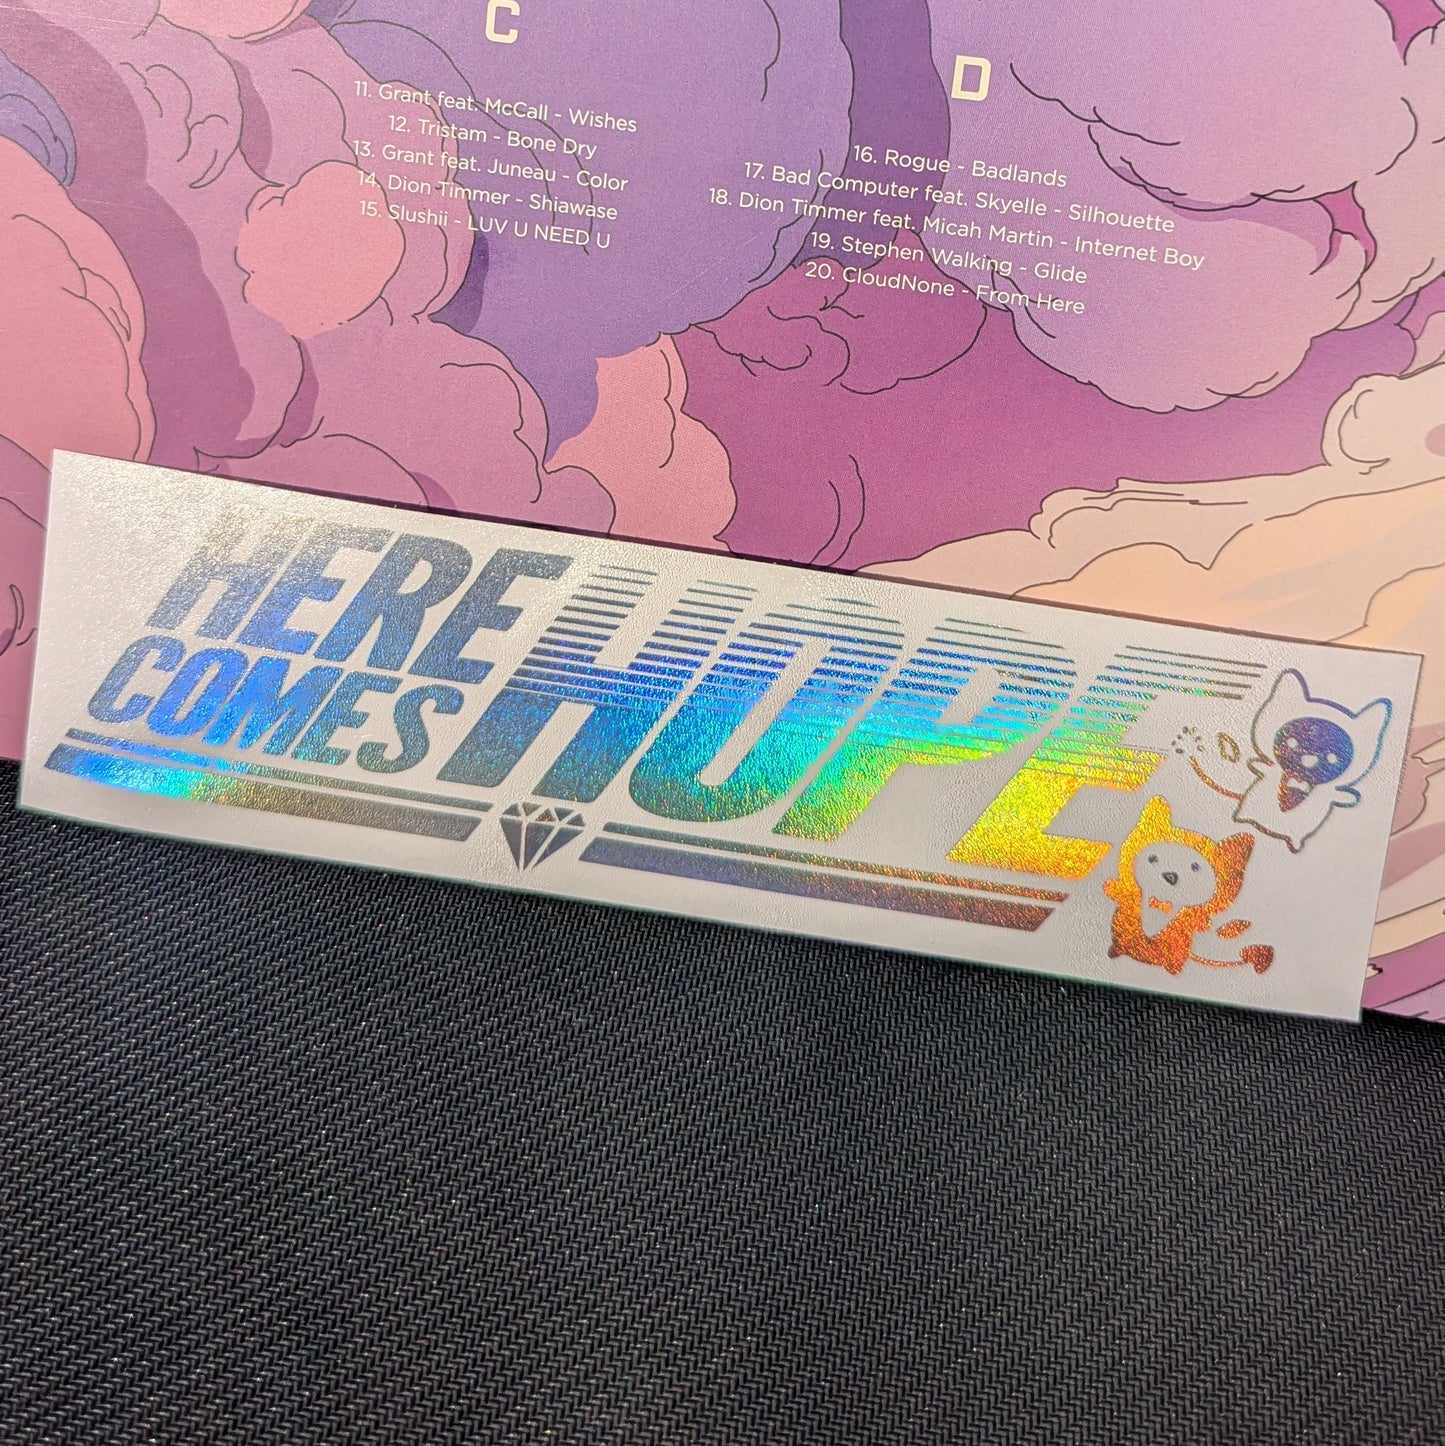 C
11. Grant feat. McCall - Wishes
12. Tristam - Bone Dry
13. Grant feat. Juneau - Color
14. Dion Timmer - Shiawase
15. Slushii - LUV U NEED U
D
16. Rogue - Badlands
17. Bad Computer feat. Skyelle - Silhouette
18. Dion Timmer feat. Micah Martin - Internet Boy
19. Stephen Walking - Glide
20. CloudNone - From Here
HERE
COMES
HOPE